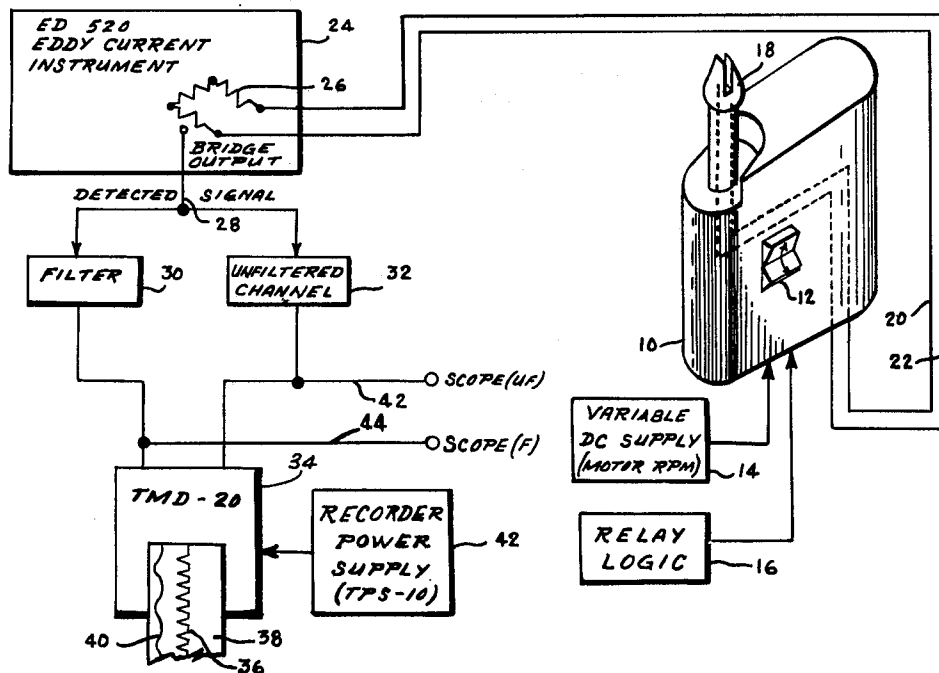 ED 520
EDDY CURRENT
INSTRUMENT
24
26
BRIDGE
OUTPUT
DETECTED SIGNAL
28
FILTER
30
UNFILTERED
CHANNEL
32
SCOPE(UF)
42
44
SCOPE(F)
34
TMD-20
RECORDER
POWER
SUPPLY
(TPS-10)
42
40
38
36
18
12
10
20
22
VARIABLE
DC SUPPLY
(MOTOR RPM)
14
RELAY
LOGIC
16